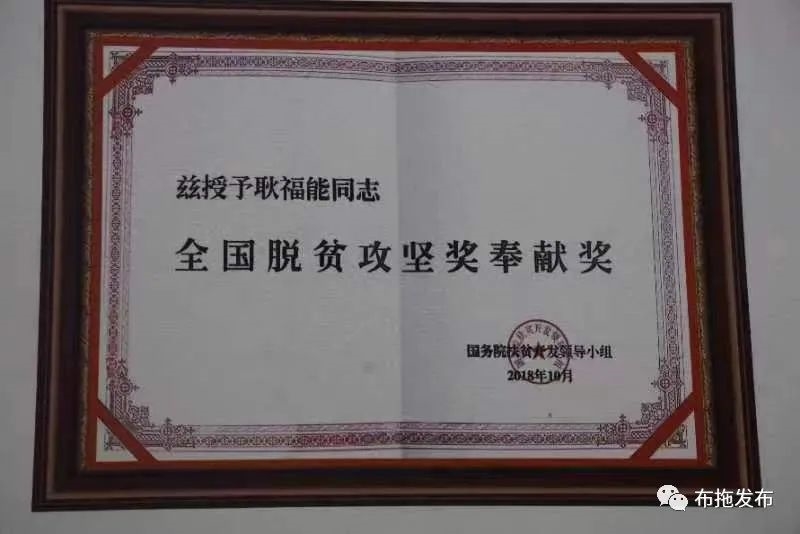 兹授予耿福能同志
全国脱贫攻坚奖奉献奖
国务院扶贫开发领导小组
2018年10月
布拖发布